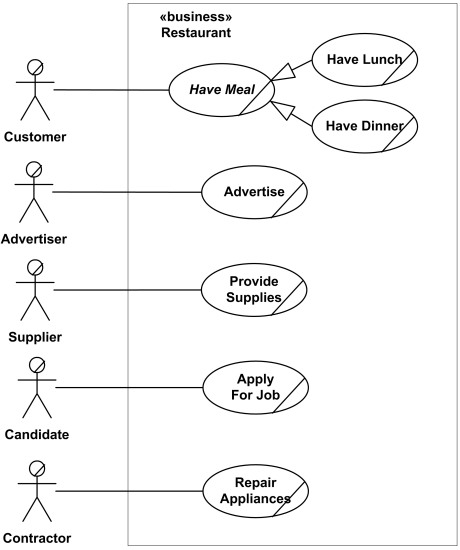 «business»
Restaurant
Have Lunch
Have Meal
Have Dinner
Customer
Advertise
Advertiser
Provide
Supplies
Supplier
Apply
For Job
Candidate
Repair
Appliances
Contractor